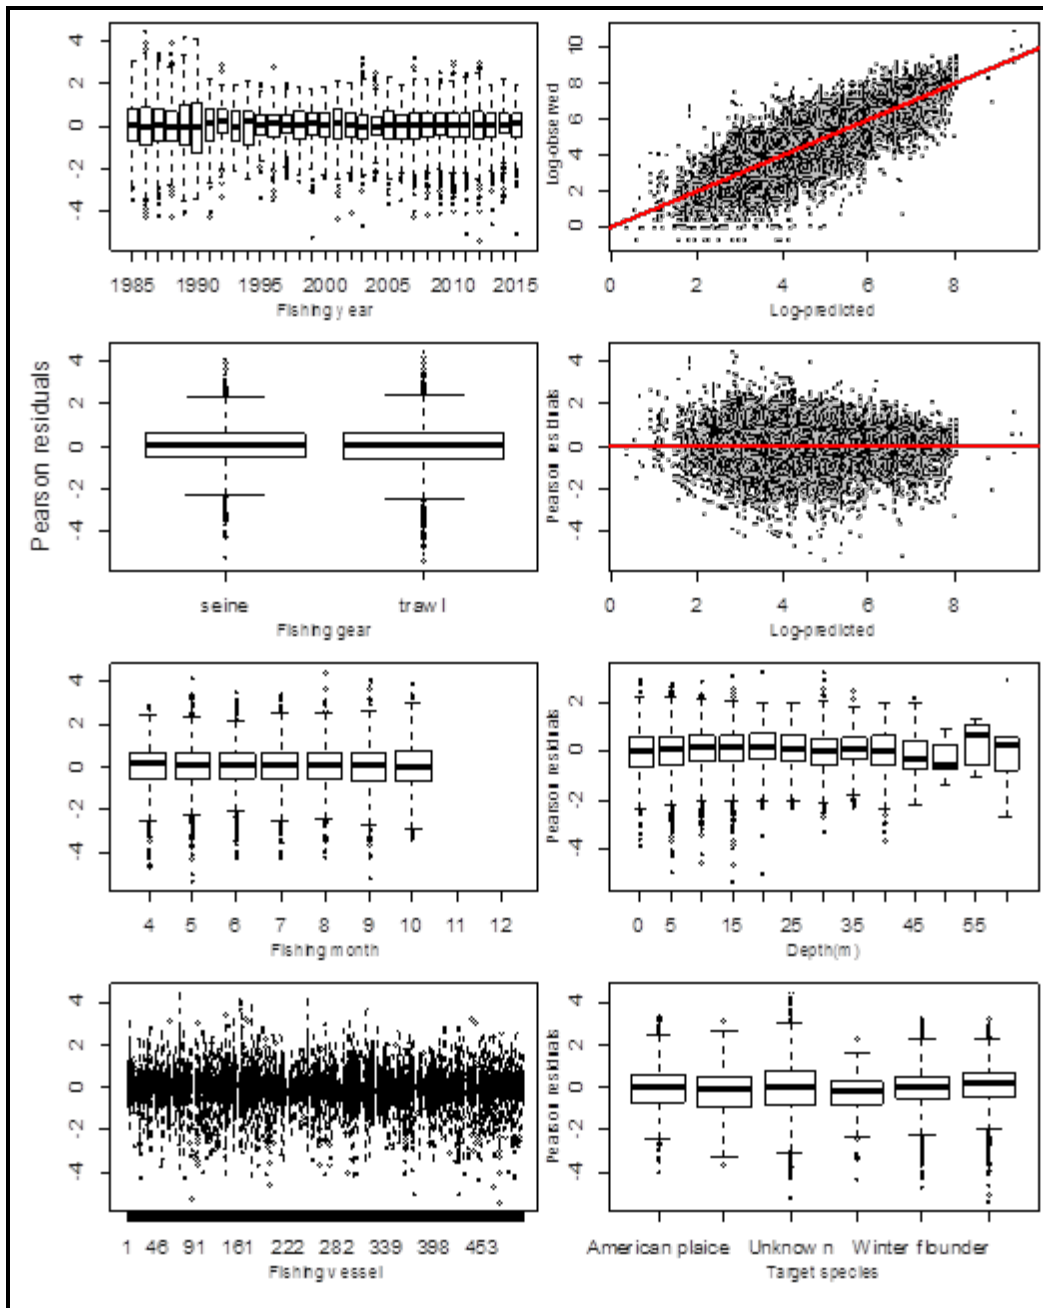 4
2
0
-2
-4
1985 1990 1995 2000 2005 2010 2015
Fishing year
Log-observed
10
8
6
4
2
0
0 2 4 6 8
Log-predicted
Pearson residuals
4
2
0
-2
-4
seine trawl
Fishing gear
Pearson residuals
4
2
0
-2
-4
0 2 4 6 8
Log-predicted
4
2
0
-2
-4
4 5 6 7 8 9 10 11 12
Fishing month
Pearson residuals
2
0
-2
-4
0 5 10 15 25 35 45 55
Depth(m)
4
2
0
-2
-4
1 46 91 161 222 282 339 398 453
Fishing vessel
Pearson residuals
4
2
0
-2
-4
American plaice Unknown Winter flounder
Target species